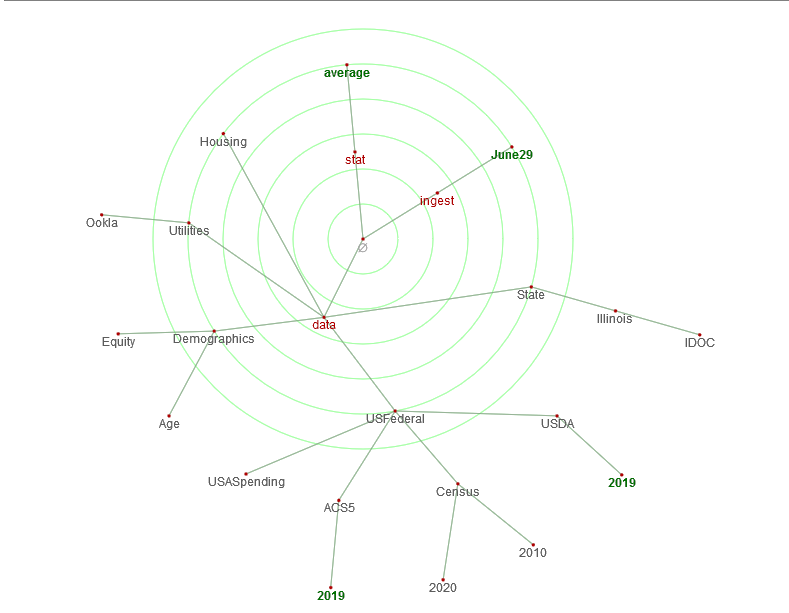 average
Housing
stat
June29
ingest
Ookla
Utilities
Ø
State
Illinois
data
Equity
Demographics
IDOC
USFederal
Age
USDA
USASpending
2019
Census
ACS5
2010
2020
2019